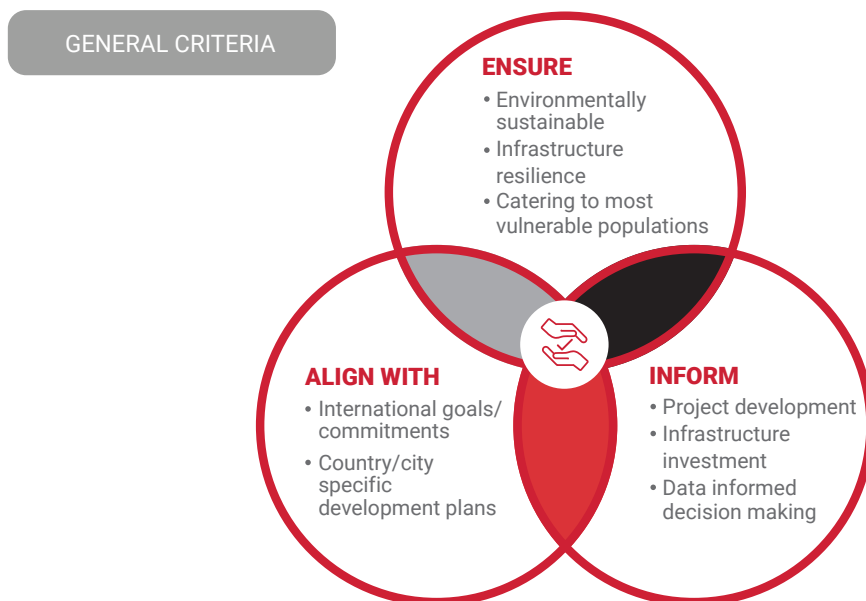 GENERAL CRITERIA
ENSURE
• Environmentally
sustainable
• Infrastructure
resilience
• Catering to most
vulnerable populations
ALIGN WITH
• International goals/
commitments
• Country/city
specific
development plans
INFORM
• Project development
• Infrastructure
investment
• Data informed
decision making